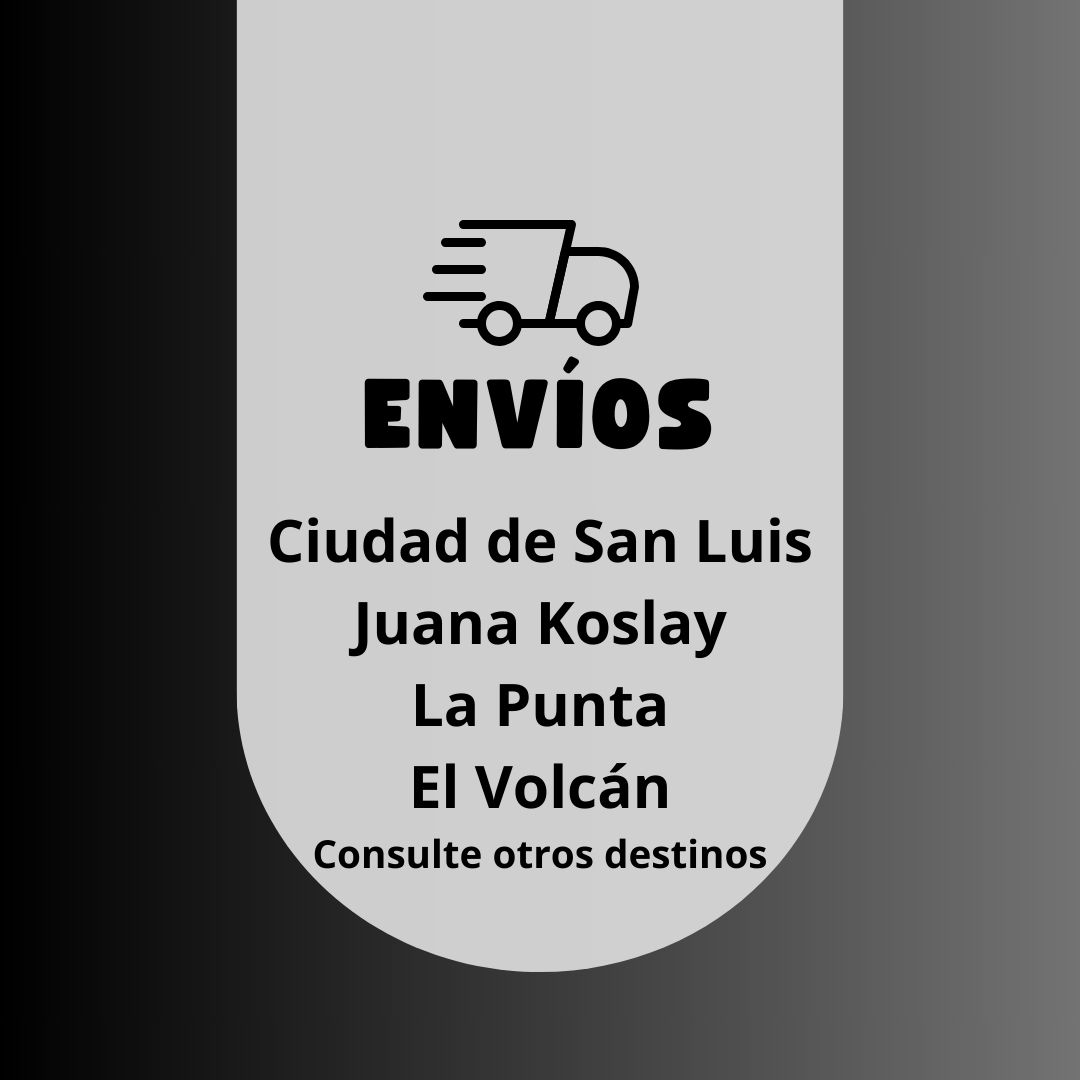 ENVÍOS
Ciudad de San Luis
Juana Koslay
La Punta
El Volcán
Consulte otros destinos